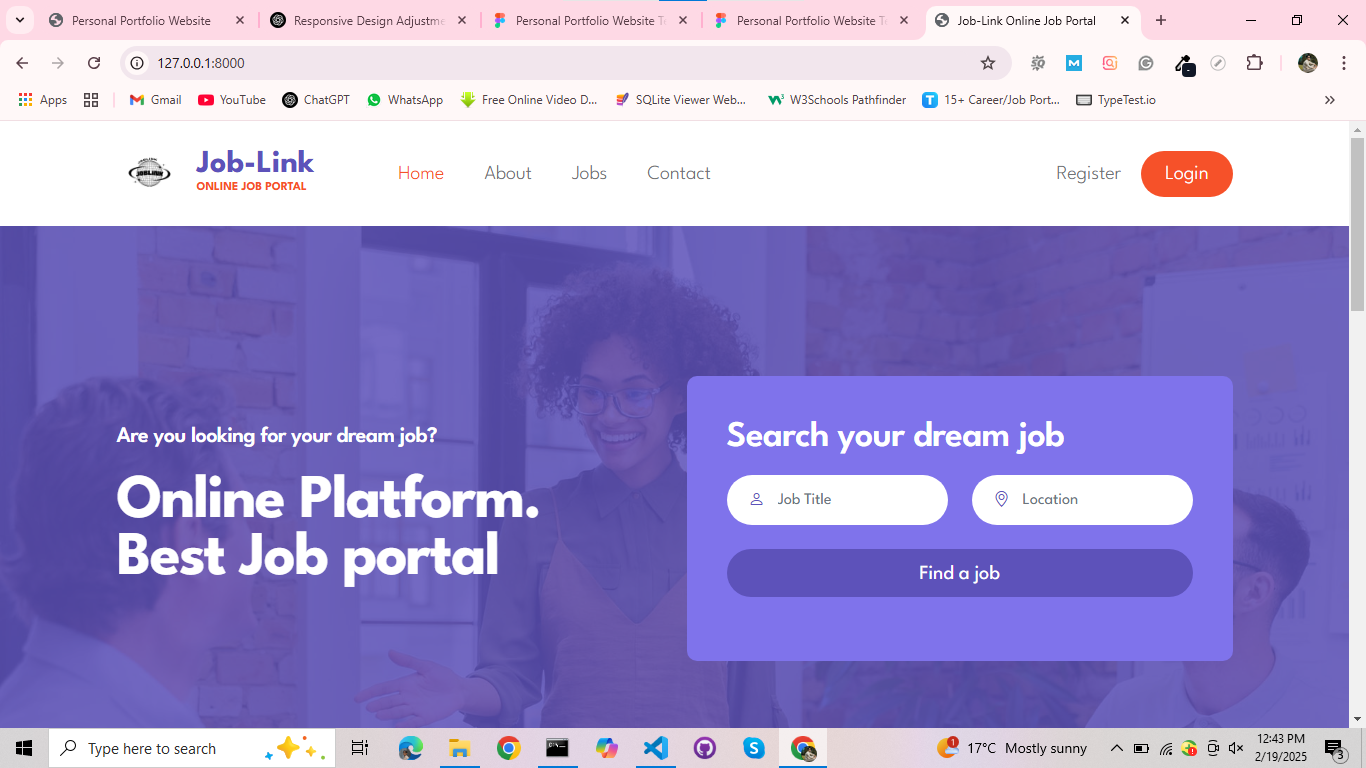 Personal Portfolio Website
Responsive Design Adjustme
Personal Portfolio Website Te
Personal Portfolio Website Te
Job-Link Online Job Portal
127.0.0.1:8000
Apps
Gmail
YouTube
ChatGPT
WhatsApp
Free Online Video D...
SQLite Viewer Web...
W3Schools Pathfinder
15+ Career/Job Port...
TypeTest.io
JOBLINK
Job-Link
ONLINE JOB PORTAL
Home
About
Jobs
Contact
Register
Login
Are you looking for your dream job?
Online Platform.
Best Job portal
Search your dream job
Job Title
Location
Find a job
Type here to search
1
17°C Mostly sunny
12:43 PM
2/19/2025
3